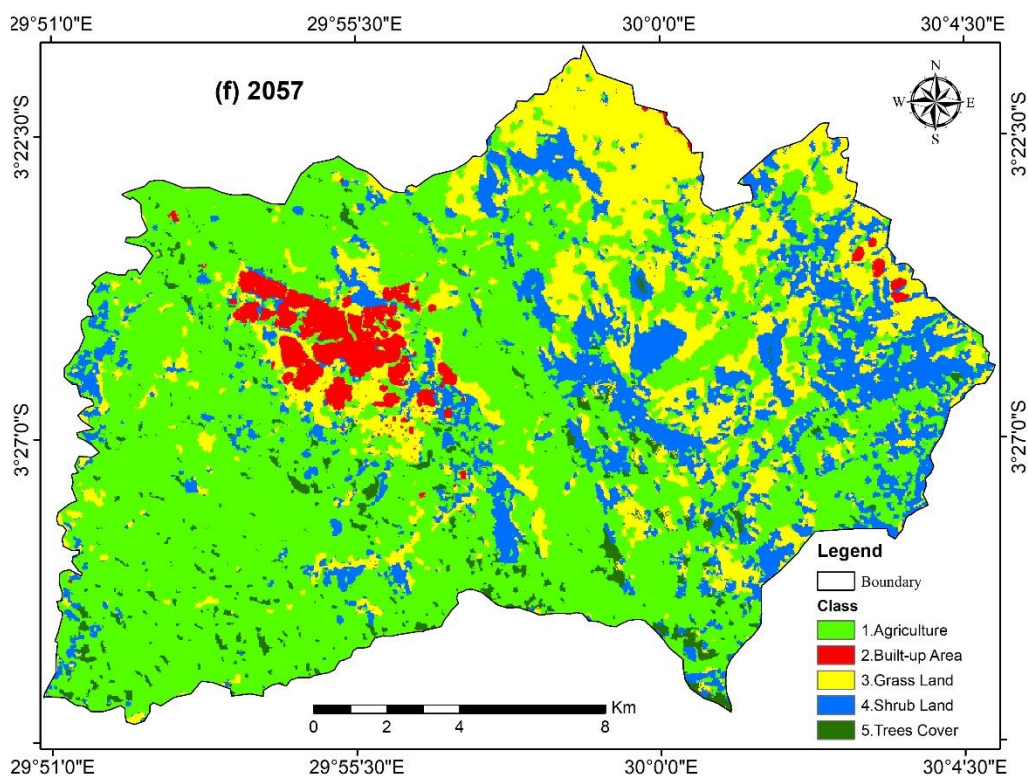 29°51'0"E 29°55'30"E 30°0'0"E 30°4'30"E
(f) 2057
N
W E
S
3°22'30"S 3°22'30"S
3°27'0"S 3°27'0"S
Legend
Boundary
Class
1.Agriculture
2.Built-up Area
3.Grass Land
4.Shrub Land
5.Trees Cover
Km
0 2 4 8
29°51'0"E 29°55'30"E 30°0'0"E 30°4'30"E